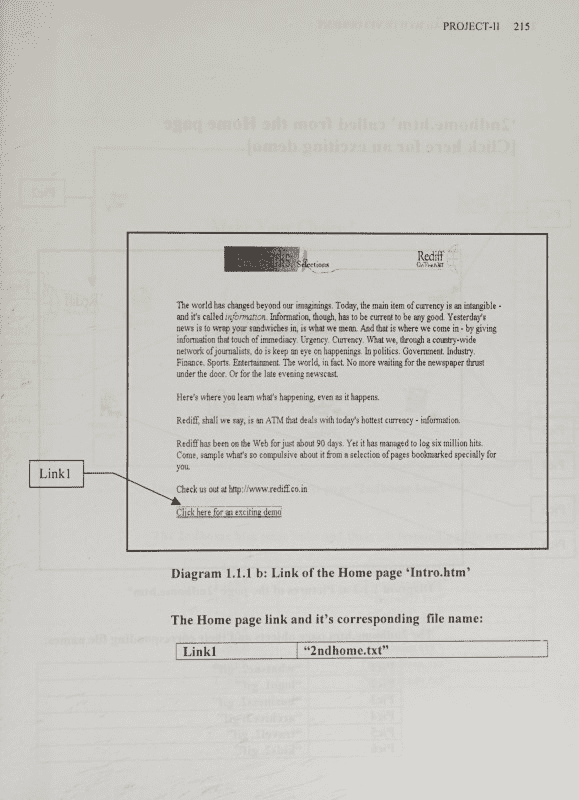 PROJECT-II 215
Selections
Rediff
On The Net
The world has changed beyond our imaginings. Today, the main item of currency is an intangible -
and it's called information. Information, though, has to be current to be any good. Yesterday's
news is to wrap your sandwiches in, is what we mean. And that is where we come in - by giving
information that touch of immediacy. Urgency. Currency. What we, through a country-wide
network of journalists, do is keep an eye on happenings. In politics. Government. Industry.
Finance. Sports. Entertainment. The world, in fact. No more waiting for the newspaper thrust
under the door. Or for the late evening newscast.
Here's where you learn what's happening, even as it happens.
Rediff, shall we say, is an ATM that deals with today's hottest currency - information.
Rediff has been on the Web for just about 90 days. Yet it has managed to log six million hits.
Come, sample what's so compulsive about it from a selection of pages bookmarked specially for
you.
Link1
Check us out at http://www.rediff.co.in
Click here for an exciting demo
Diagram 1.1.1 b: Link of the Home page ‘Intro.htm’
The Home page link and it's corresponding file name:
Link1 “2ndhome.txt”